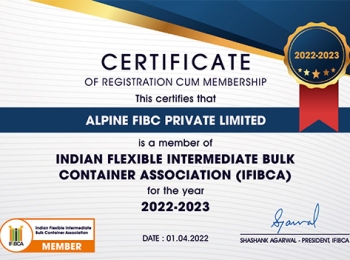 CERTIFICATE
2022-2023
OF REGISTRATION CUM MEMBERSHIP
This certifies that
ALPINE FIBC PRIVATE LIMITED
is a member of
INDIAN FLEXIBLE INTERMEDIATE BULK
CONTAINER ASSOCIATION (IFIBCA)
for the year
2022-2023
Indian Flexible Intermediate
Bulk Container Association
IFIBCA
MEMBER
DATE : 01.04.2022
SHASHANK AGARWAL - PRESIDENT, IFIBCA